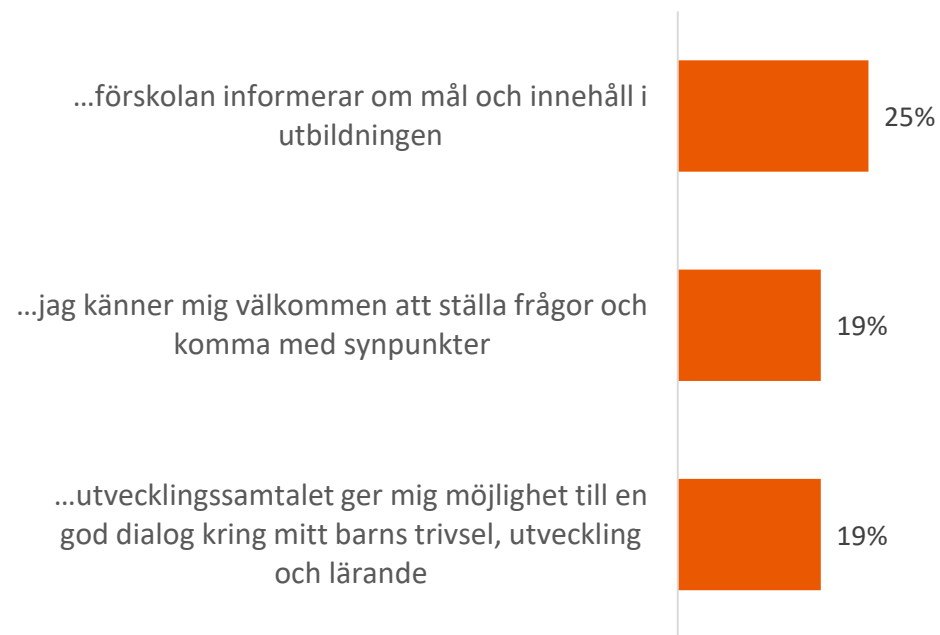 ...förskolan informerar om mål och innehåll i
utbildningen
25%
...jag känner mig välkommen att ställa frågor och
komma med synpunkter
19%
...utvecklingssamtalet ger mig möjlighet till en
god dialog kring mitt barns trivsel, utveckling
och lärande
19%